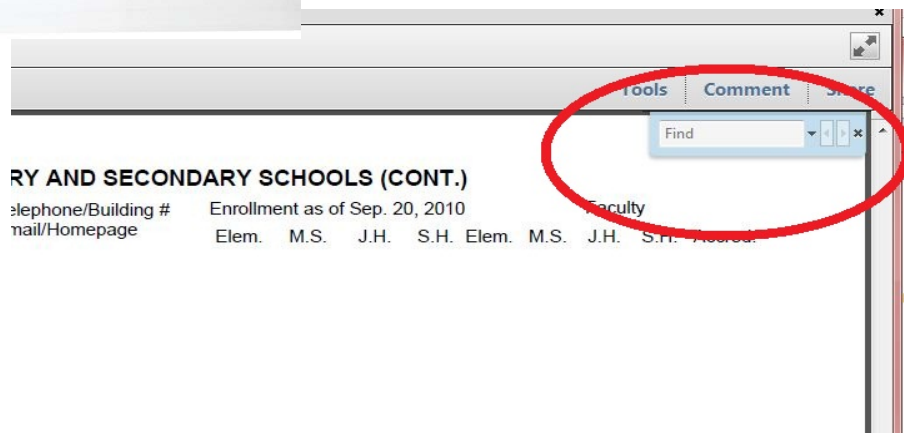 Tools Comment Share
Find
RY AND SECONDARY SCHOOLS (CONT.)
elephone/Building # Enrollment as of Sep. 20, 2010 Faculty
mail/Homepage Elem. M.S. J.H. S.H. Elem. M.S. J.H. S.H. Accred.